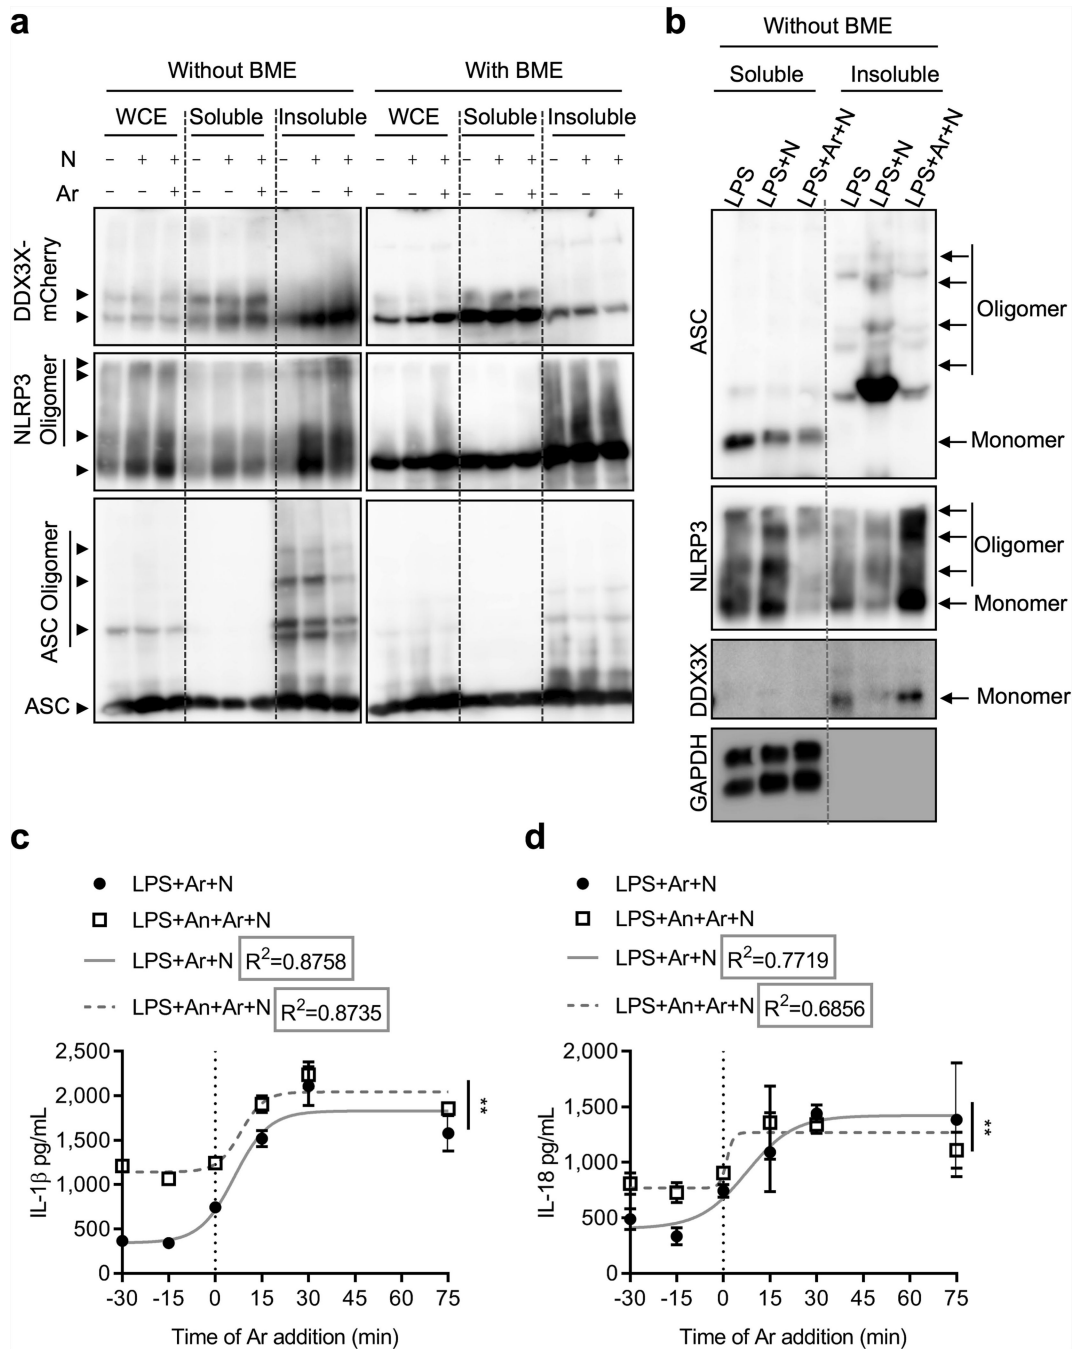 a
Without BME
With BME
WCE
Soluble
Insoluble
WCE
Soluble
Insoluble
N
– + + – + + – + + – + + – + + – + +
Ar
– – + – – + – – + – – + – – + – – +
DDX3X-
mCherry
NLRP3
Oligomer
ASC Oligomer
ASC
b
Without BME
Soluble
Insoluble
LPS
LPS+N
LPS+Ar+N
LPS
LPS+N
LPS+Ar+N
ASC
Oligomer
Monomer
NLRP3
Oligomer
Monomer
DDX3X
Monomer
GAPDH
c
LPS+Ar+N
LPS+An+Ar+N
LPS+Ar+N R²=0.8758
LPS+An+Ar+N R²=0.8735
IL-1β pg/mL
2,500
2,000
1,500
1,000
500
0
-30 -15 0 15 30 45 60 75
Time of Ar addition (min)
**
d
LPS+Ar+N
LPS+An+Ar+N
LPS+Ar+N R²=0.7719
LPS+An+Ar+N R²=0.6856
IL-18 pg/mL
2,000
1,500
1,000
500
0
-30 -15 0 15 30 45 60 75
Time of Ar addition (min)
**